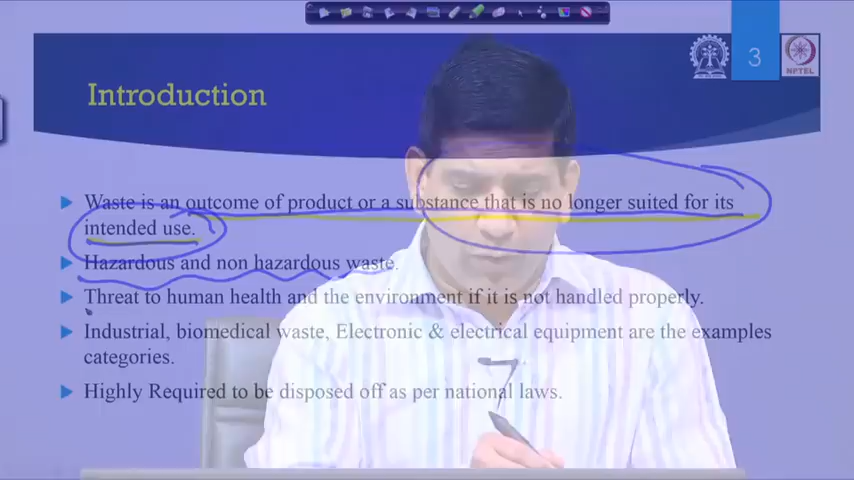 3
NPTEL
Introduction
Waste is an outcome of product or a substance that is no longer suited for its
intended use.
Hazardous and non hazardous waste.
Threat to human health and the environment if it is not handled properly.
Industrial, biomedical waste, Electronic & electrical equipment are the examples
categories.
Highly Required to be disposed off as per national laws.